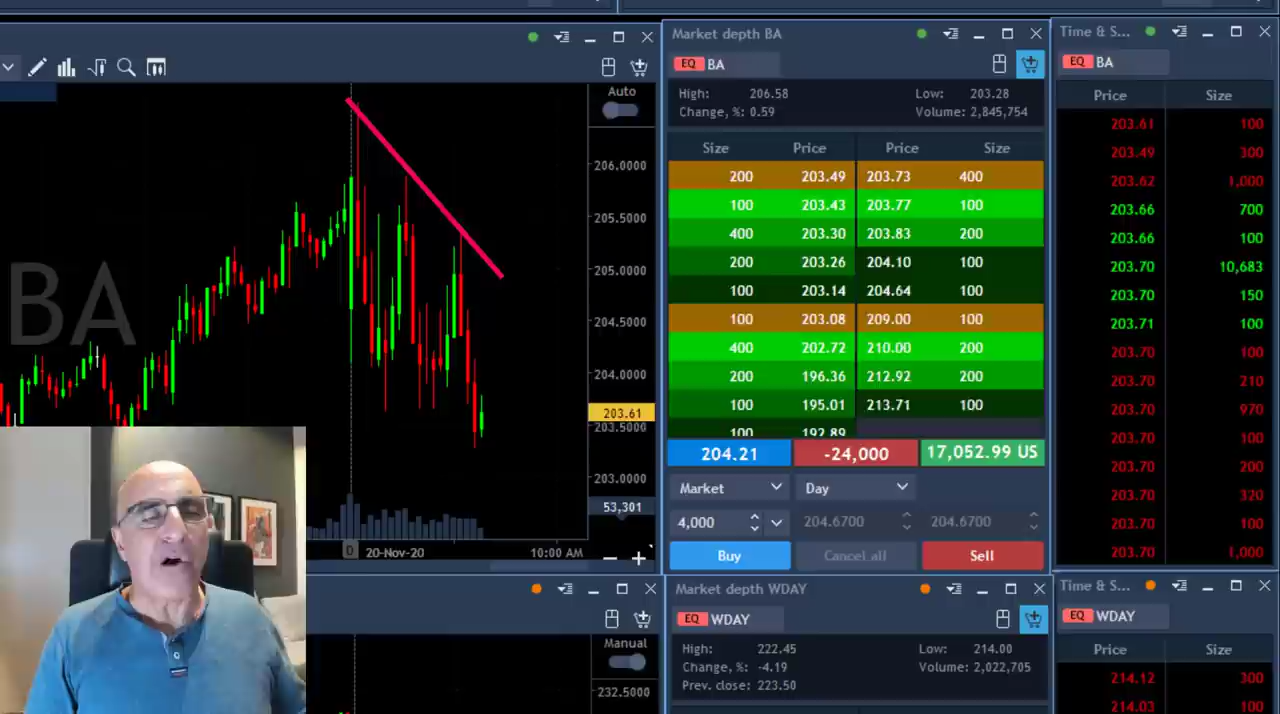 Auto
206.0000
205.5000
205.0000
204.5000
204.0000
203.61
203.5000
203.0000
53,301
BA
0 20-Nov-20 10:00 AM
Market depth BA
EQ BA
High: 206.58 Low: 203.28
Change, %: 0.59 Volume: 2,845,754
Size Price Price Size
200 203.49 203.73 400
100 203.43 203.77 100
400 203.30 203.83 200
200 203.26 204.10 100
100 203.14 204.64 100
100 203.08 209.00 100
400 202.72 210.00 200
200 196.36 212.92 200
100 195.01 213.71 100
100 192.89
204.21 -24,000 17,052.99 US
Market Day
4,000 204.6700 204.6700
Buy Cancel all Sell
Time & S...
EQ BA
Price Size
203.61 100
203.49 300
203.62 1,000
203.66 700
203.66 100
203.70 10,683
203.70 150
203.71 100
203.70 100
203.70 210
203.70 970
203.70 100
203.70 200
203.70 320
203.70 100
203.70 1,000
Manual
232.5000
Market depth WDAY
EQ WDAY
High: 222.45 Low: 214.00
Change, %: -4.19 Volume: 2,022,705
Prev. close: 223.50
Time & S...
EQ WDAY
Price Size
214.12 300
214.03 100